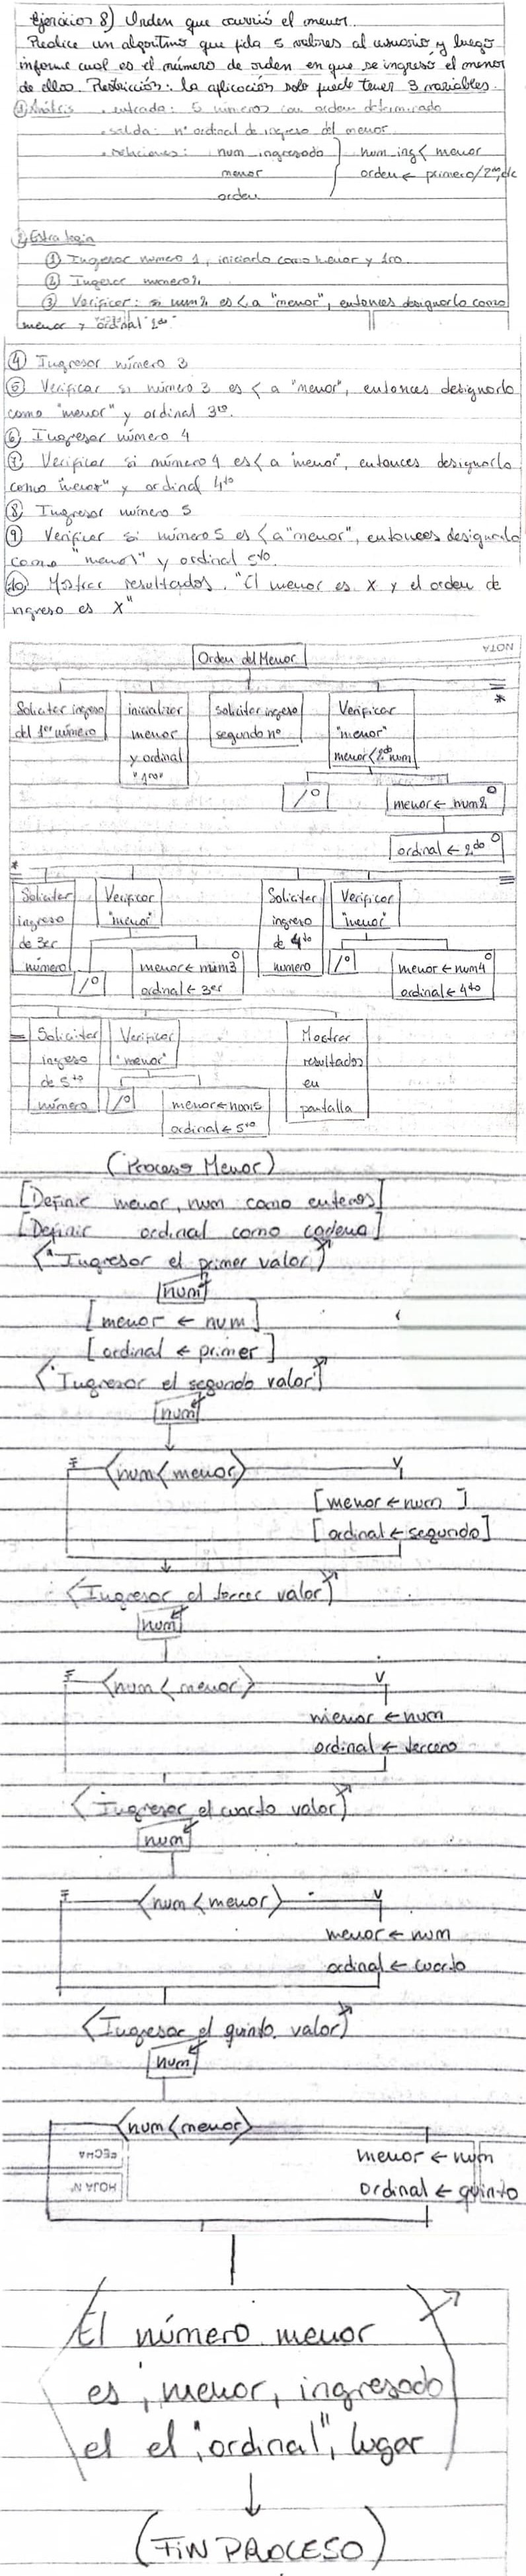 Ejercicio 8) Orden que ocurrió el menor.
Realice un algoritmo que pida 5 valores al usuario y luego
informe cual es el número de orden en que se ingresó el menor
de ellos. Restricción: la aplicación solo puede tener 3 variables.
① Análisis . entrada: 5 números con orden determinado
. salida: nº ordinal de ingreso del menor.
. relaciones: num ingresado } num ing < menor
menor orden ← primero/2do, etc
orden
② Estrategia
① Ingresar número 1, iniciarlo como menor y 1ro.
② Ingresar numero 2.
③ Verificar: si num 2 es < a "menor", entonces designarlo como
menor y ordinal "2do"
④ Ingresar número 3
⑤ Verificar si número 3 es < a "menor", entonces designarlo
como "menor" y ordinal 3ro.
⑥ Ingresar número 4
⑦ Verificar si número 4 es < a "menor", entonces designarlo
como "menor" y ordinal 4to
⑧ Ingresar número 5
⑨ Verificar si número 5 es < a "menor", entonces designarlo
como "menor" y ordinal 5to.
⑩ Mostrar resultados. "El menor es X y el orden de
ingreso es X"
NOTA
Orden del Menor
Solicitar ingreso
del 1er número
inicializar
menor
y ordinal
"1ro"
solicitar ingreso
segundo nº
Verificar
"menor"
menor < 2do num
*
/ º
menor ← num2 º
ordinal ← 2do º
*
Solicitar
ingreso
de 3er
número
Verificar
"menor"
/ º
menor ← num3 º
ordinal ← 3er
Solicitar
ingreso
de 4to
numero
Verificar
"menor"
/ º
menor ← num4 º
ordinal ← 4to
Solicitar
ingreso
de 5to
número
Verificar
"menor"
/ º
menor ← num5
ordinal ← 5to
Mostrar
resultados
en
pantalla
(Proceso Menor)
[Definir menor, num como enteros]
[Definir ordinal como cadena]
"Ingresar el primer valor
num
[menor ← num]
[ordinal ← primer]
"Ingresar el segundo valor"
num
F num < menor V
[menor ← num]
[ordinal ← segundo]
Ingresar el tercer valor
num
F num < menor V
menor ← num
ordinal ← tercero
Ingresar el cuarto valor
num
F num < menor V
menor ← num
ordinal ← cuarto
Ingresar el quinto valor
num
num < menor
FECHA
HOJA Nº
menor ← num
ordinal ← quinto
El número menor
es, menor, ingresado
el el "ordinal", lugar
(FIN PROCESO)